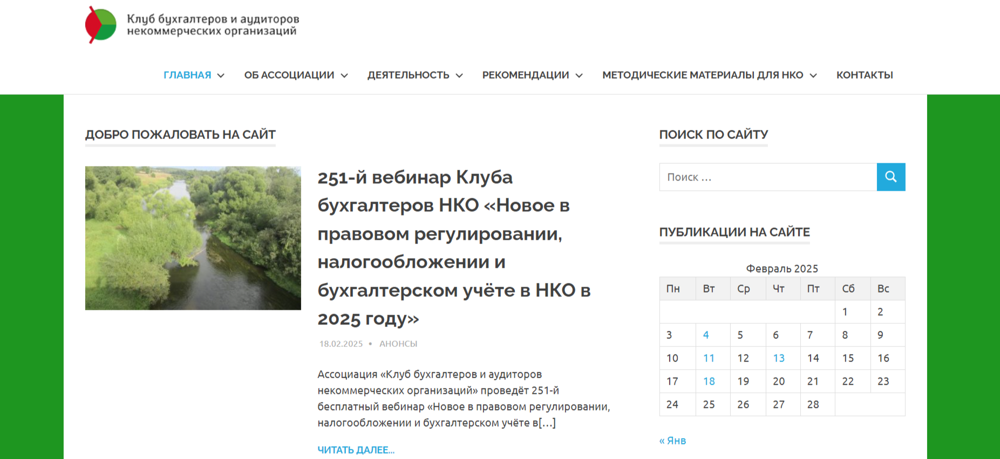 Клуб бухгалтеров и аудиторов
некоммерческих организаций
ГЛАВНАЯ ОБ АССОЦИАЦИИ ДЕЯТЕЛЬНОСТЬ РЕКОМЕНДАЦИИ МЕТОДИЧЕСКИЕ МАТЕРИАЛЫ ДЛЯ НКО КОНТАКТЫ
ДОБРО ПОЖАЛОВАТЬ НА САЙТ
251-й вебинар Клуба
бухгалтеров НКО «Новое в
правовом регулировании,
налогообложении и
бухгалтерском учёте в НКО в
2025 году»
18.02.2025 • АНОНСЫ
Ассоциация «Клуб бухгалтеров и аудиторов
некоммерческих организаций» проведёт 251-й
бесплатный вебинар «Новое в правовом регулировании,
налогообложении и бухгалтерском учёте в[…]
ЧИТАТЬ ДАЛЕЕ...
ПОИСК ПО САЙТУ
Поиск …
ПУБЛИКАЦИИ НА САЙТЕ
Февраль 2025
Пн Вт Ср Чт Пт Сб Вс
1 2
3 4 5 6 7 8 9
10 11 12 13 14 15 16
17 18 19 20 21 22 23
24 25 26 27 28
« Янв